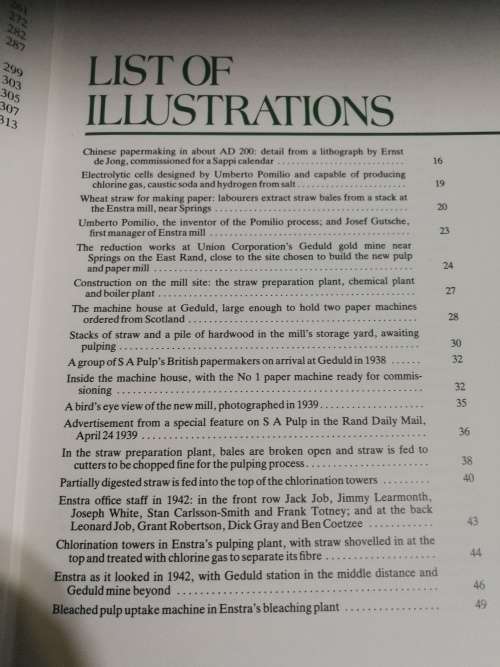 261
272
282
287
299
303
305
307
313
LIST OF
ILLUSTRATIONS
Chinese papermaking in about AD 200: detail from a lithograph by Ernst
de Jong, commissioned for a Sappi calendar .............................. 16
Electrolytic cells designed by Umberto Pomilio and capable of producing
chlorine gas, caustic soda and hydrogen from salt .......................... 19
Wheat straw for making paper: labourers extract straw bales from a stack at
the Enstra mill, near Springs .............................................. 20
Umberto Pomilio, the inventor of the Pomilio process; and Josef Gutsche,
first manager of Enstra mill ............................................... 23
The reduction works at Union Corporation's Geduld gold mine near
Springs on the East Rand, close to the site chosen to build the new pulp
and paper mill ............................................................. 24
Construction on the mill site: the straw preparation plant, chemical plant
and boiler plant ........................................................... 27
The machine house at Geduld, large enough to hold two paper machines
ordered from Scotland ...................................................... 28
Stacks of straw and a pile of hardwood in the mill's storage yard, awaiting
pulping .................................................................... 30
A group of S A Pulp's British papermakers on arrival at Geduld in 1938 ...... 32
Inside the machine house, with the No 1 paper machine ready for commis-
sioning .................................................................... 32
A bird's eye view of the new mill, photographed in 1939 .................... 35
Advertisement from a special feature on S A Pulp in the Rand Daily Mail,
April 24 1939 .............................................................. 36
In the straw preparation plant, bales are broken open and straw is fed to
cutters to be chopped fine for the pulping process ......................... 38
Partially digested straw is fed into the top of the chlorination towers ......... 40
Enstra office staff in 1942: in the front row Jack Job, Jimmy Learmonth,
Joseph White, Stan Carlsson-Smith and Frank Totney; and at the back
Leonard Job, Grant Robertson, Dick Gray and Ben Coetzee ............ 43
Chlorination towers in Enstra's pulping plant, with straw shovelled in at the
top and treated with chlorine gas to separate its fibre ..................... 44
Enstra as it looked in 1942, with Geduld station in the middle distance and
Geduld mine beyond ......................................................... 46
Bleached pulp uptake machine in Enstra's bleaching plant ................. 49